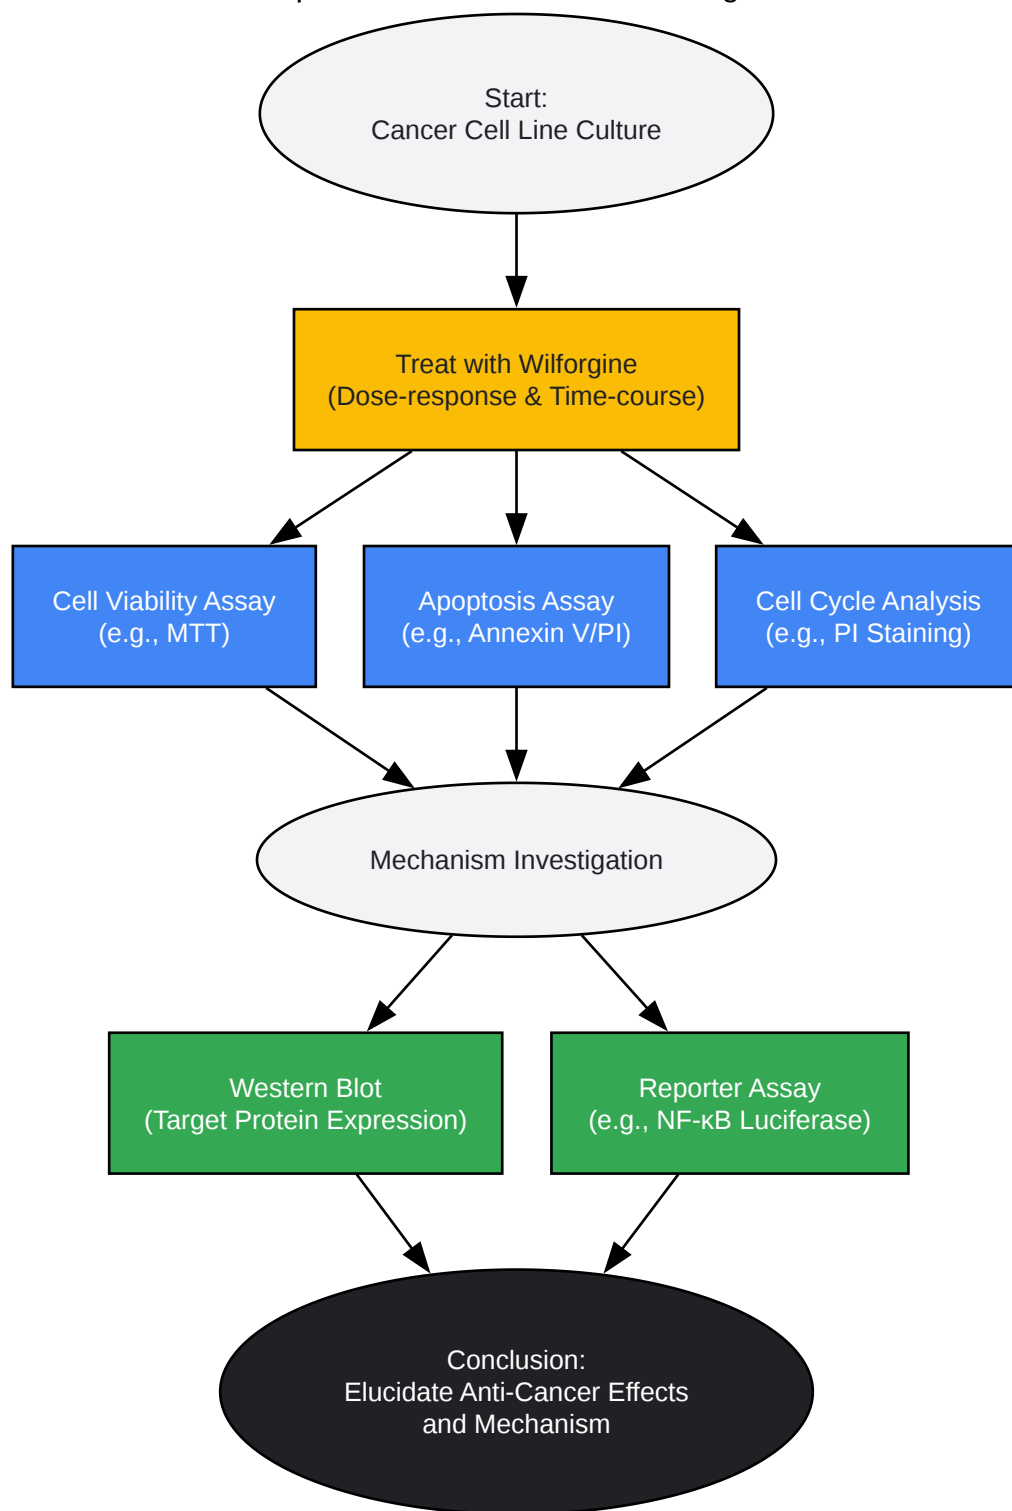 Start:
Cancer Cell Line Culture
Treat with Wilforgine
(Dose-response & Time-course)
Cell Viability Assay
(e.g., MTT)
Apoptosis Assay
(e.g., Annexin V/PI)
Cell Cycle Analysis
(e.g., PI Staining)
Mechanism Investigation
Western Blot
(Target Protein Expression)
Reporter Assay
(e.g., NF-κB Luciferase)
Conclusion:
Elucidate Anti-Cancer Effects
and Mechanism